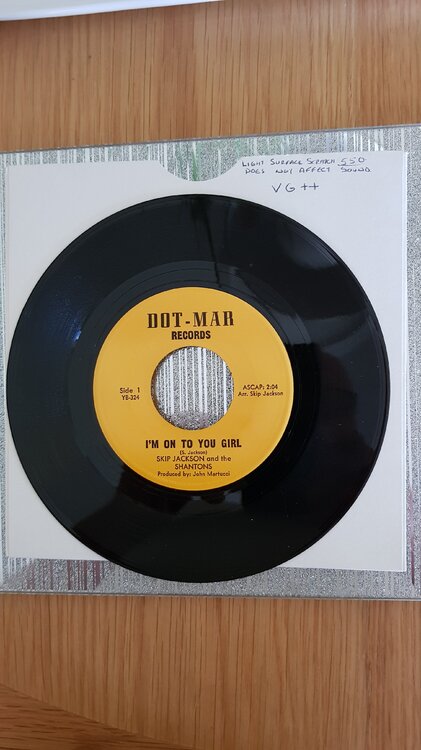 LIGHT SURFACE SCRATCH 550
DOES NOT AFFECT SOUND
VG ++
DOT-MAR
RECORDS
Side 1
YB-324
ASCAP: 2:04
Arr. Skip Jackson
I'M ON TO YOU GIRL
(S. Jackson)
SKIP JACKSON and the
SHANTONS
Produced by: John Martucci